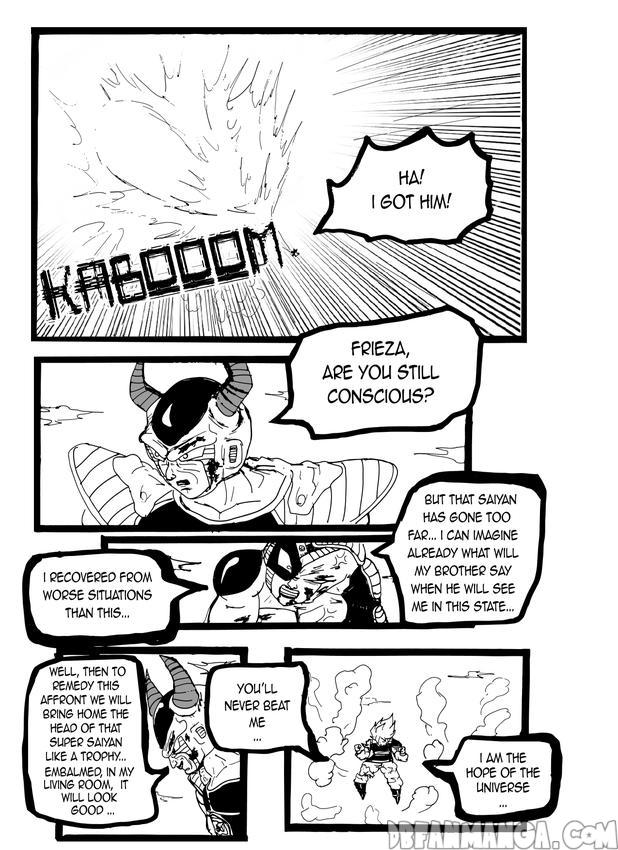 HA!
I GOT HIM!
KABOOOM.
FRIEZA,
ARE YOU STILL
CONSCIOUS?
I RECOVERED FROM
WORSE SITUATIONS
THAN THIS...
BUT THAT SAIYAN
HAS GONE TOO
FAR... I CAN IMAGINE
ALREADY WHAT WILL
MY BROTHER SAY
WHEN HE WILL SEE
ME IN THIS STATE...
WELL, THEN TO
REMEDY THIS
AFFRONT WE WILL
BRING HOME THE
HEAD OF THAT
SUPER SAIYAN
LIKE A TROPHY...
EMBALMED, IN MY
LIVING ROOM, IT
WILL LOOK
GOOD ...
YOU'LL
NEVER BEAT
ME
...
I AM THE
HOPE OF THE
UNIVERSE
...
DBFANMANGA.COM